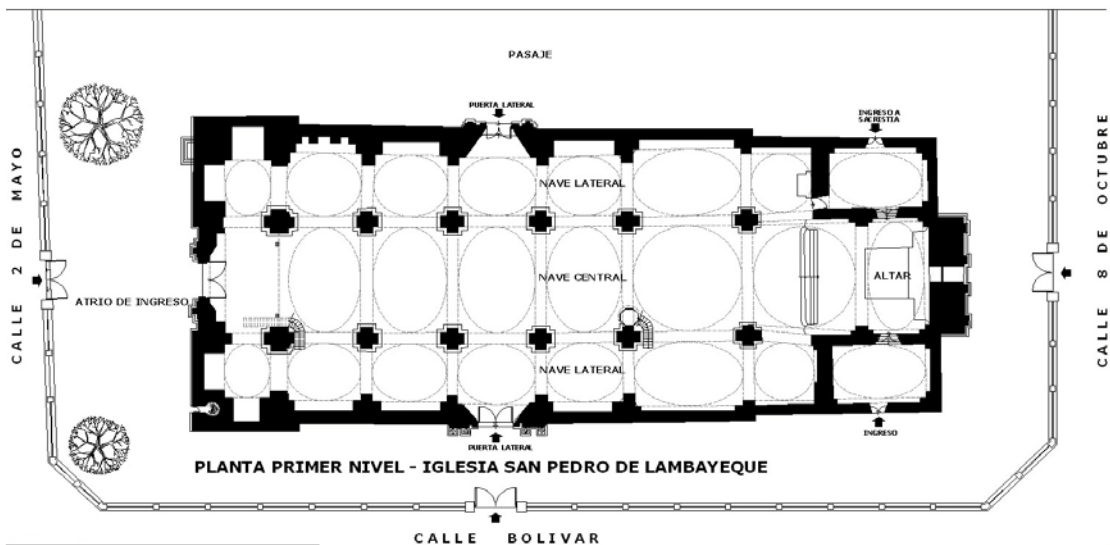 PASAJE
PUERTA LATERAL
INGRESO A
SACRISTIA
CALLE 2 DE MAYO
CALLE 8 DE OCTUBRE
NAVE LATERAL
NAVE CENTRAL
ALTAR
ATRIO DE INGRESO
NAVE LATERAL
PUERTA LATERAL
INGRESO
PLANTA PRIMER NIVEL - IGLESIA SAN PEDRO DE LAMBAYEQUE
CALLE BOLIVAR